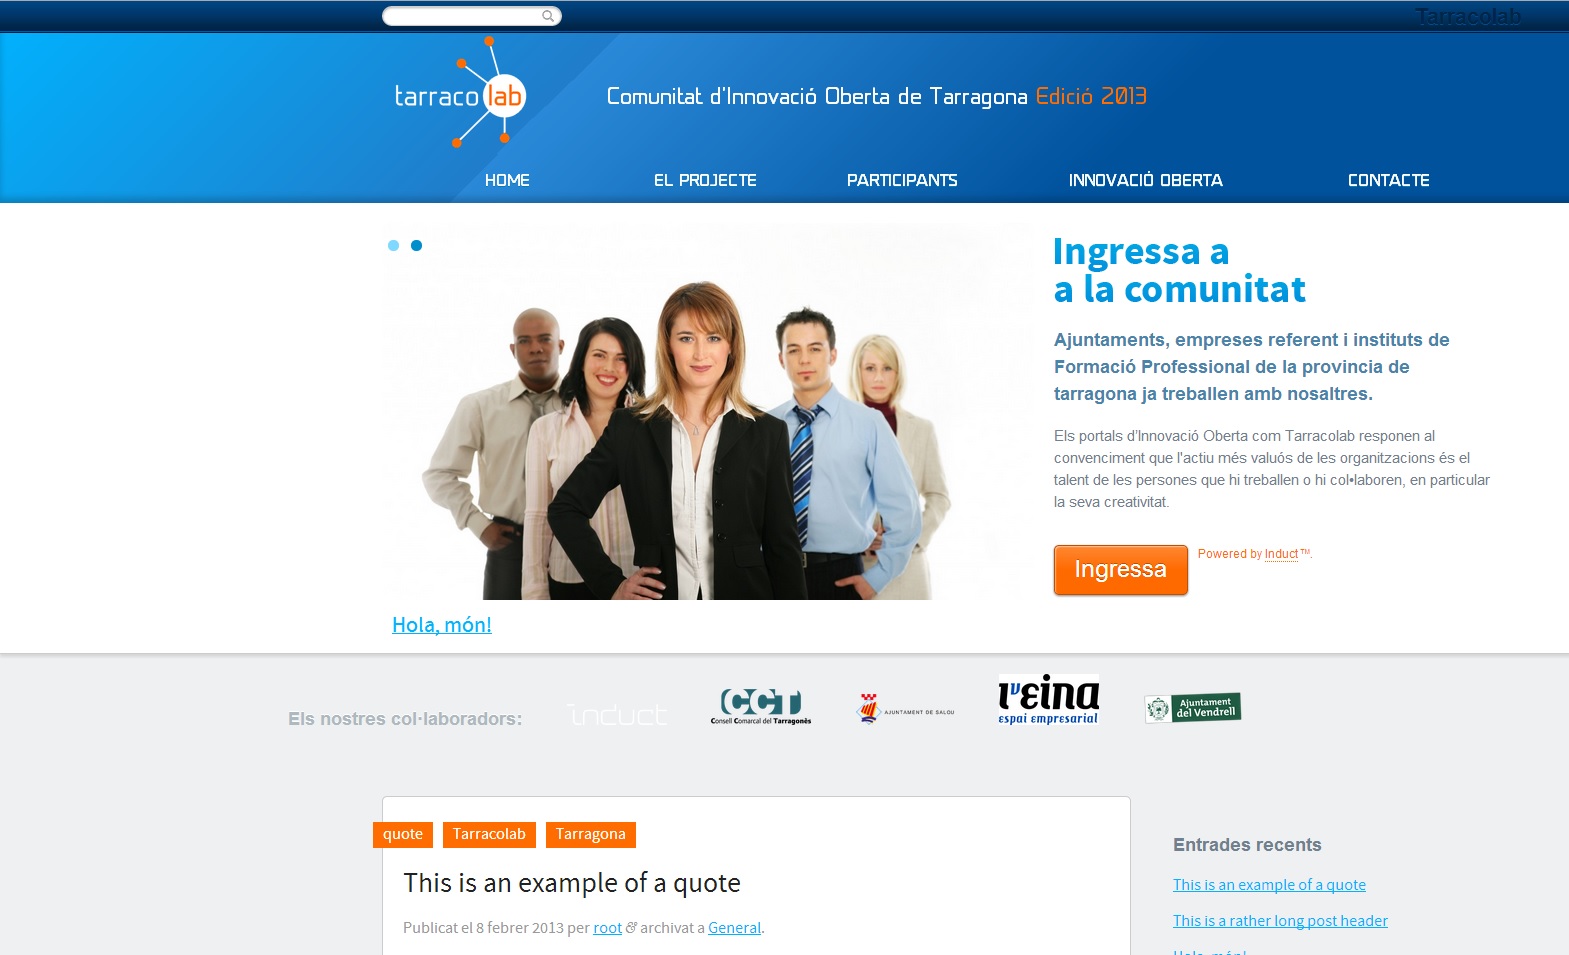 Tarracolab
tarraco lab
Comunitat d'Innovació Oberta de Tarragona Edició 2013
HOME
EL PROJECTE
PARTICIPANTS
INNOVACIÓ OBERTA
CONTACTE
Ingressa a
a la comunitat
Ajuntaments, empreses referent i instituts de
Formació Professional de la provincia de
tarragona ja treballen amb nosaltres.
Els portals d'Innovació Oberta com Tarracolab responen al
convenciment que l'actiu més valuós de les organitzacions és el
talent de les persones que hi treballen o hi col•laboren, en particular
la seva creativitat.
Ingressa
Powered by Induct™.
Hola, món!
Els nostres col·laboradors:
induct
CCT
Consell Comarcal del Tarragonès
AJUNTAMENT DE SALOU
l'Eina
espai empresarial
Ajuntament
del Vendrell
quote
Tarracolab
Tarragona
This is an example of a quote
Publicat el 8 febrer 2013 per root & archivat a General.
Entrades recents
This is an example of a quote
This is a rather long post header
Hola, món!